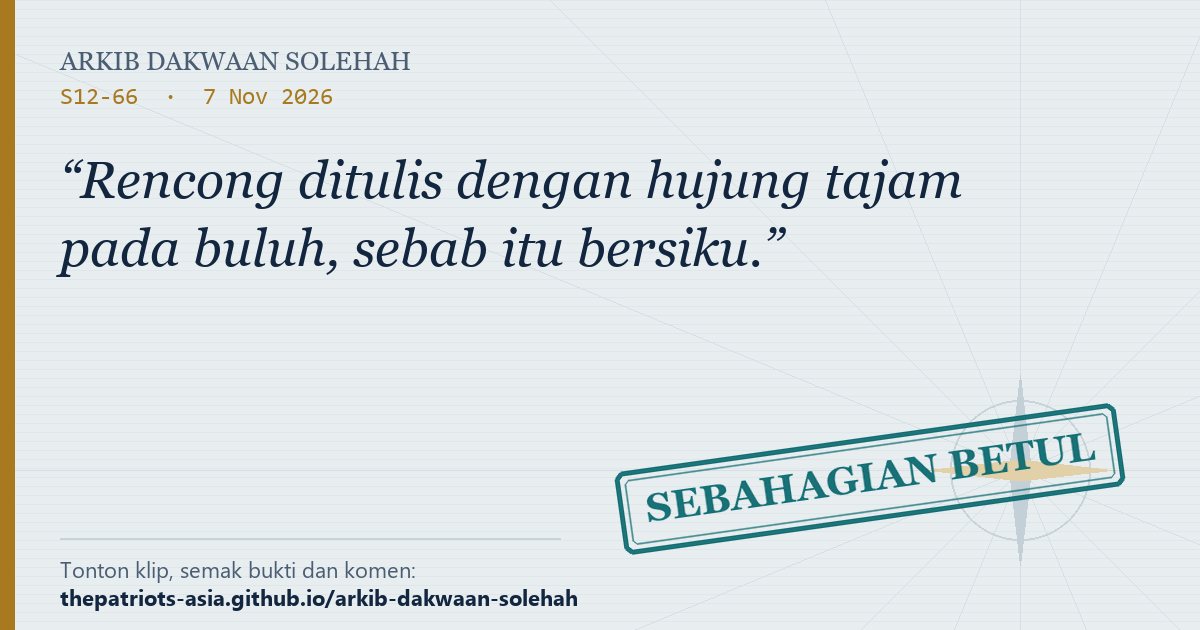 ARKIB DAKWAAN SOLEHAH
S12-66 · 7 Nov 2026
“Rencong ditulis dengan hujung tajam
pada buluh, sebab itu bersiku.”
SEBAHAGIAN BETUL
Tonton klip, semak bukti dan komen:
thepatriots-asia.github.io/arkib-dakwaan-solehah